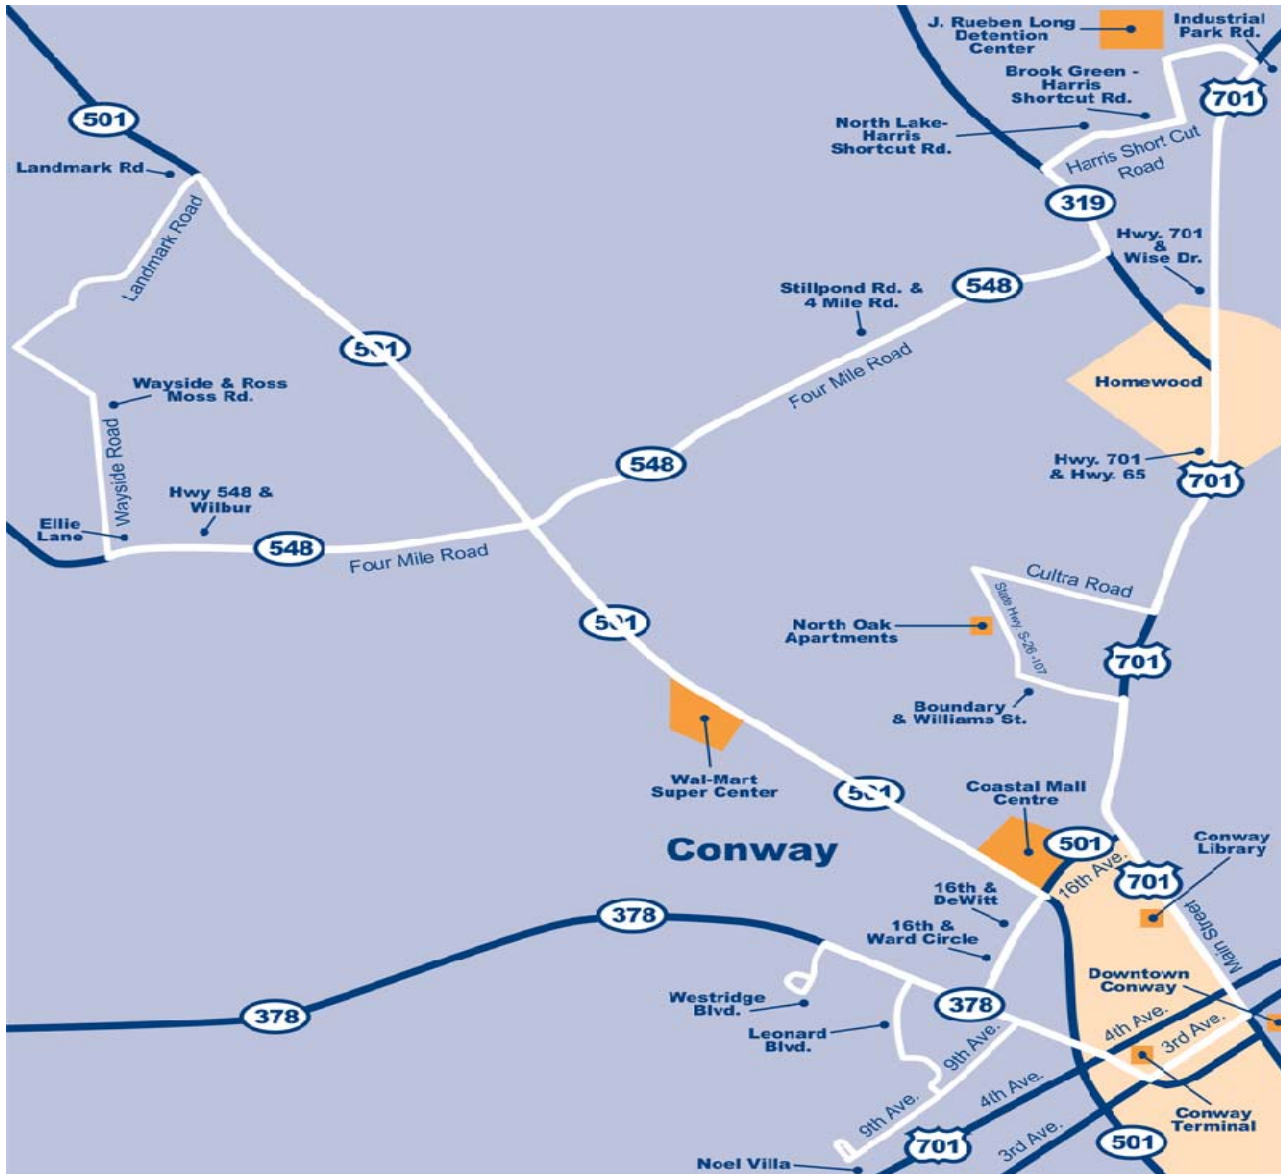 J. Rueben Long
Detention
Center
Industrial
Park Rd.
Brook Green -
Harris
Shortcut Rd.
701
501
North Lake-
Harris
Shortcut Rd.
Harris Short Cut
Road
Landmark Rd
319
Landmark Road
Hwy. 701
&
Wise Dr.
Stillpond Rd. &
4 Mile Rd.
548
501
Four Mile Road
Homewood
Wayside & Ross
Moss Rd.
Wayside Road
548
Hwy. 701
& Hwy. 65
701
Hwy 548 &
Wilbur
Ellie
Lane
548
Four Mile Road
Cultra Road
State Hwy. S-26 -107
501
North Oak
Apartments
701
Boundary
& Williams St.
Wal-Mart
Super Center
501
Coastal Mall
Centre
Conway
501
16th Ave.
Conway
Library
701
16th &
DeWitt
378
16th &
Ward Circle
Main Street
Downtown
Conway
Westridge
Blvd.
378
378
Leonard
Blvd.
9th Ave.
4th Ave.
3rd Ave.
4th Ave.
9th Ave.
Conway
Terminal
701
3rd Ave.
501
Noel Villa